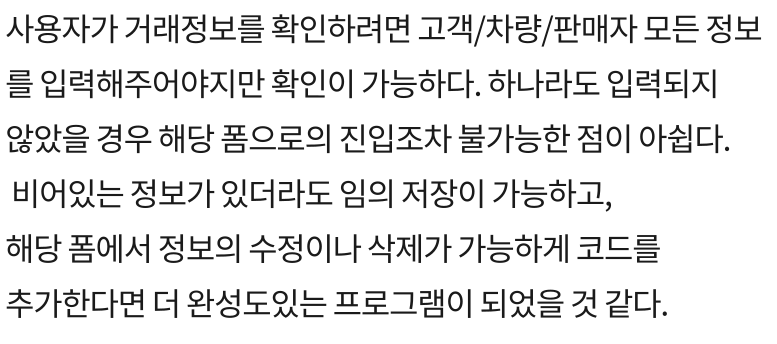 사용자가 거래정보를 확인하려면 고객/차량/판매자 모든 정보
를 입력해주어야지만 확인이 가능하다. 하나라도 입력되지
않았을 경우 해당 폼으로의 진입조차 불가능한 점이 아쉽다.
비어있는 정보가 있더라도 임의 저장이 가능하고,
해당 폼에서 정보의 수정이나 삭제가 가능하게 코드를
추가한다면 더 완성도있는 프로그램이 되었을 것 같다.